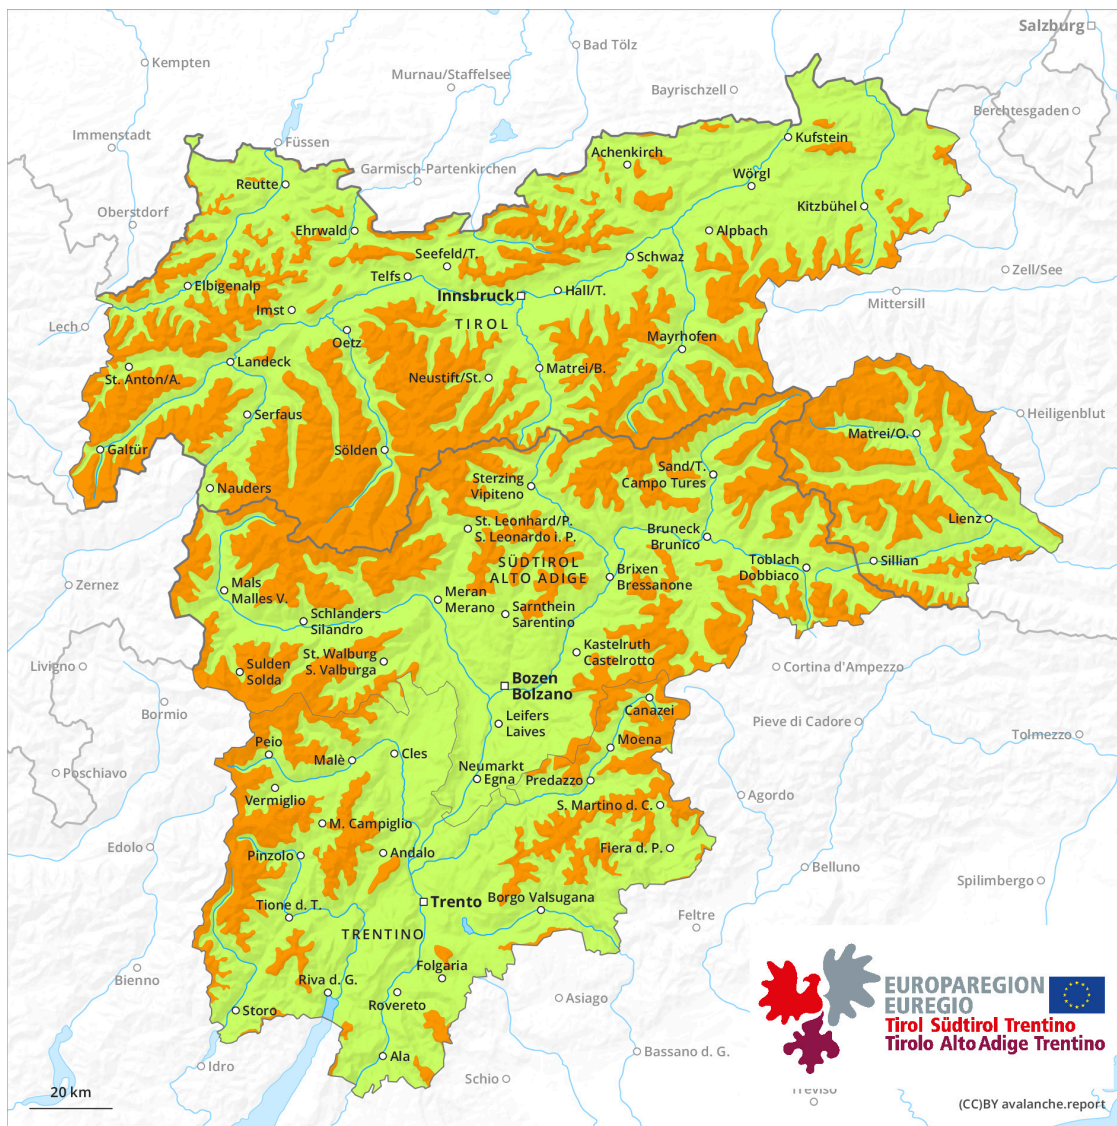 Salzburg
Bad Tölz
Kempten
Murnau/Staffelsee
Bayrischzell
Berchtesgaden
Immenstadt
Füssen
Kufstein
Achenkirch
Garmisch-Partenkirchen
Wörgl
Reutte
Oberstdorf
Kitzbühel
Ehrwald
Alpbach
Seefeld/T.
Schwaz
Telfs
Zell/See
Elbigenalp
Innsbruck
Hall/T.
Mittersill
Imst
TIROL
Lech
Oetz
Mayrhofen
Landeck
Matrei/B.
St. Anton/A.
Neustift/St.
Serfaus
Heiligenblut
Matrei/O.
Galtür
Sölden
Sand/T.
Campo Tures
Sterzing
Vipiteno
Nauders
St. Leonhard/P.
S. Leonardo i. P.
Bruneck
Brunico
Lienz
SÜDTIROL
ALTO ADIGE
Toblach
Dobbiaco
Sillian
Brixen
Bressanone
Zernez
Mals
Malles V.
Meran
Merano
Sarnthein
Sarentino
Schlanders
Silandro
Kastelruth
Castelrotto
St. Walburg
S. Valburga
Livigno
Sulden
Solda
Cortina d'Ampezzo
Bozen
Bolzano
Bormio
Canazei
Leifers
Laives
Pieve di Cadore
Tolmezzo
Peio
Moena
Cles
Malè
Poschiavo
Neumarkt
Egna
Predazzo
Vermiglio
Agordo
S. Martino d. C.
M. Campiglio
Edolo
Pinzolo
Andalo
Fiera d. P.
Belluno
Spilimbergo
Borgo Valsugana
Trento
Tione d. T.
Feltre
TRENTINO
Bienno
Folgaria
Riva d. G.
EUROPAREGION
EUREGIO
Tirol Südtirol Trentino
Tirolo Alto Adige Trentino
Asiago
Rovereto
Storo
Ala
Bassano d. G.
Idro
Schio
Treviso
20 km
(CC)BY avalanche.report